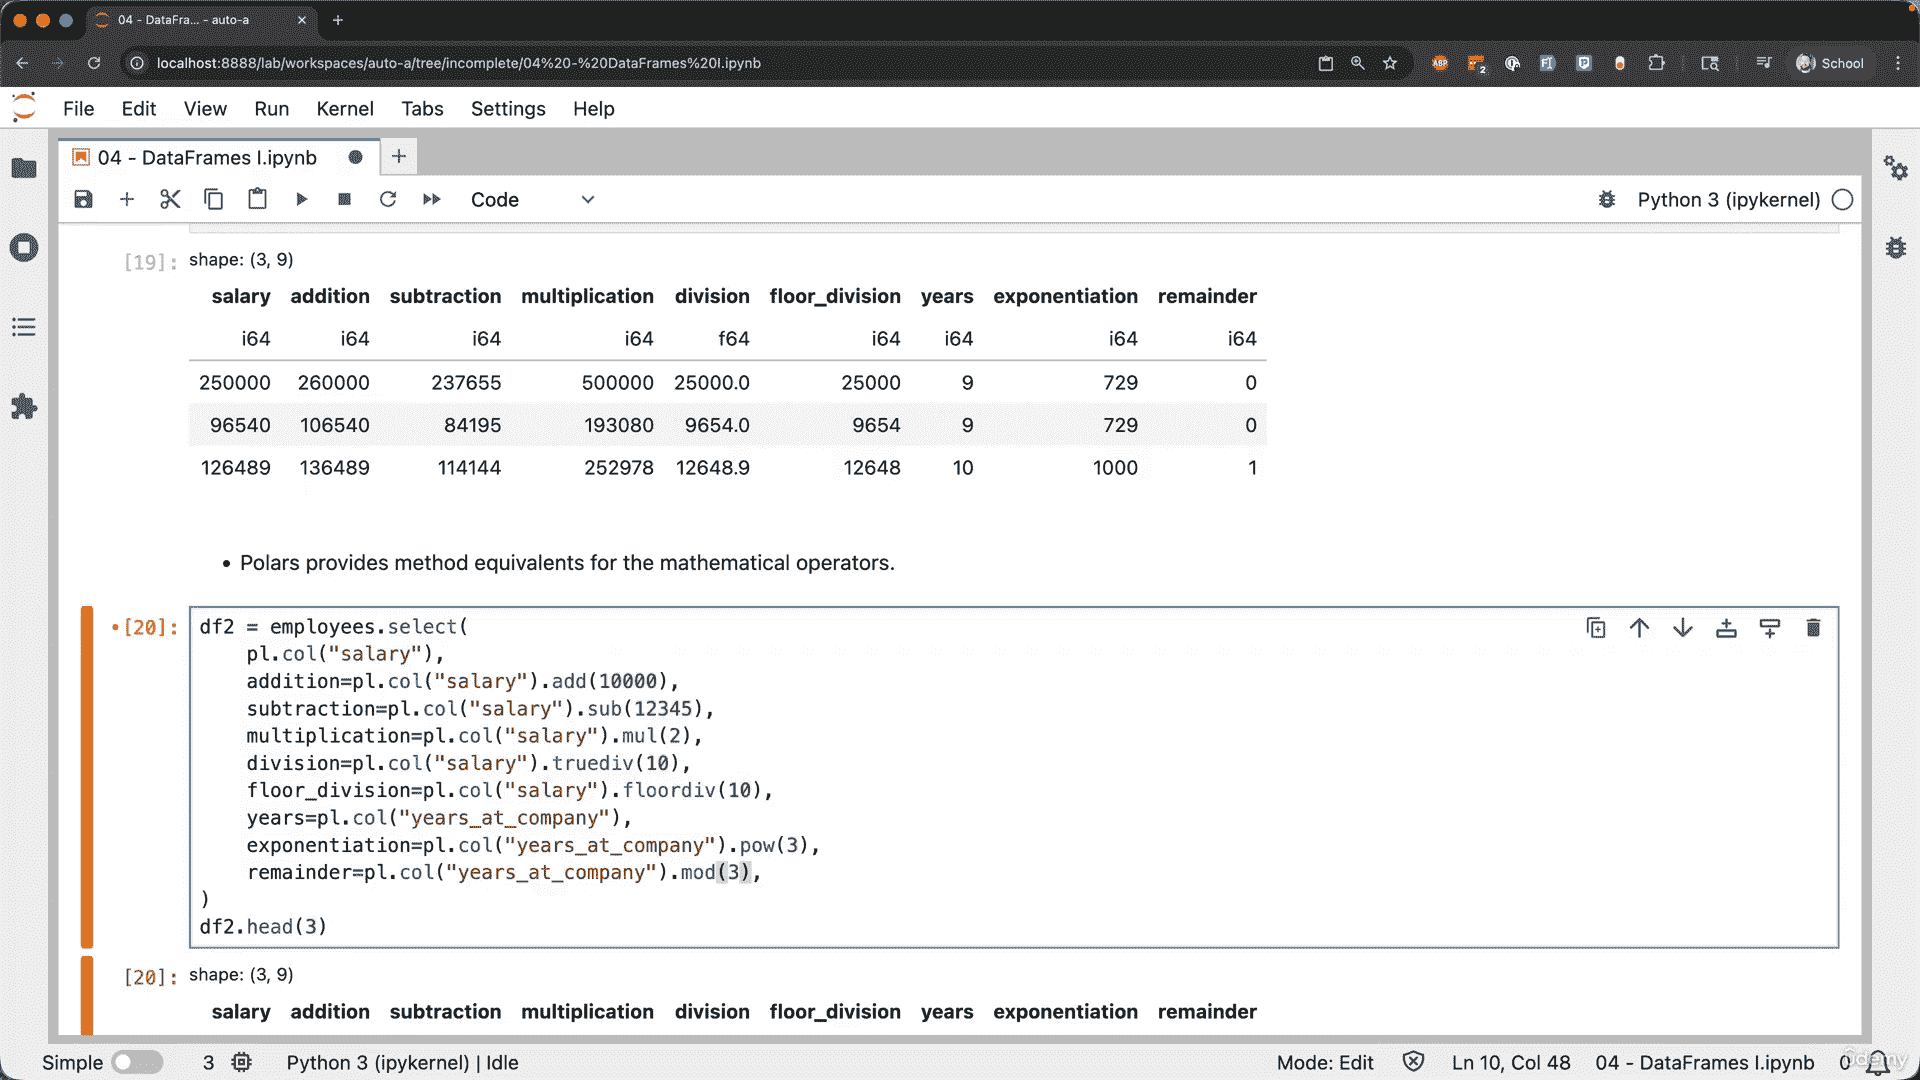 04 - DataFra... - auto-a
localhost:8888/lab/workspaces/auto-a/tree/incomplete/04%20-%20DataFrames%20I.ipynb
ABP
2
School
File Edit View Run Kernel Tabs Settings Help
04 - DataFrames I.ipynb
Code
Python 3 (ipykernel)
[19]: shape: (3, 9)
salary addition subtraction multiplication division floor_division years exponentiation remainder
i64 i64 i64 i64 f64 i64 i64 i64 i64
250000 260000 237655 500000 25000.0 25000 9 729 0
96540 106540 84195 193080 9654.0 9654 9 729 0
126489 136489 114144 252978 12648.9 12648 10 1000 1
• Polars provides method equivalents for the mathematical operators.
•[20]: df2 = employees.select(
pl.col("salary"),
addition=pl.col("salary").add(10000),
subtraction=pl.col("salary").sub(12345),
multiplication=pl.col("salary").mul(2),
division=pl.col("salary").truediv(10),
floor_division=pl.col("salary").floordiv(10),
years=pl.col("years_at_company"),
exponentiation=pl.col("years_at_company").pow(3),
remainder=pl.col("years_at_company").mod(3),
)
df2.head(3)
[20]: shape: (3, 9)
salary addition subtraction multiplication division floor_division years exponentiation remainder
Simple 3 Python 3 (ipykernel) | Idle Mode: Edit Ln 10, Col 48 04 - DataFrames I.ipynb 0
Udemy